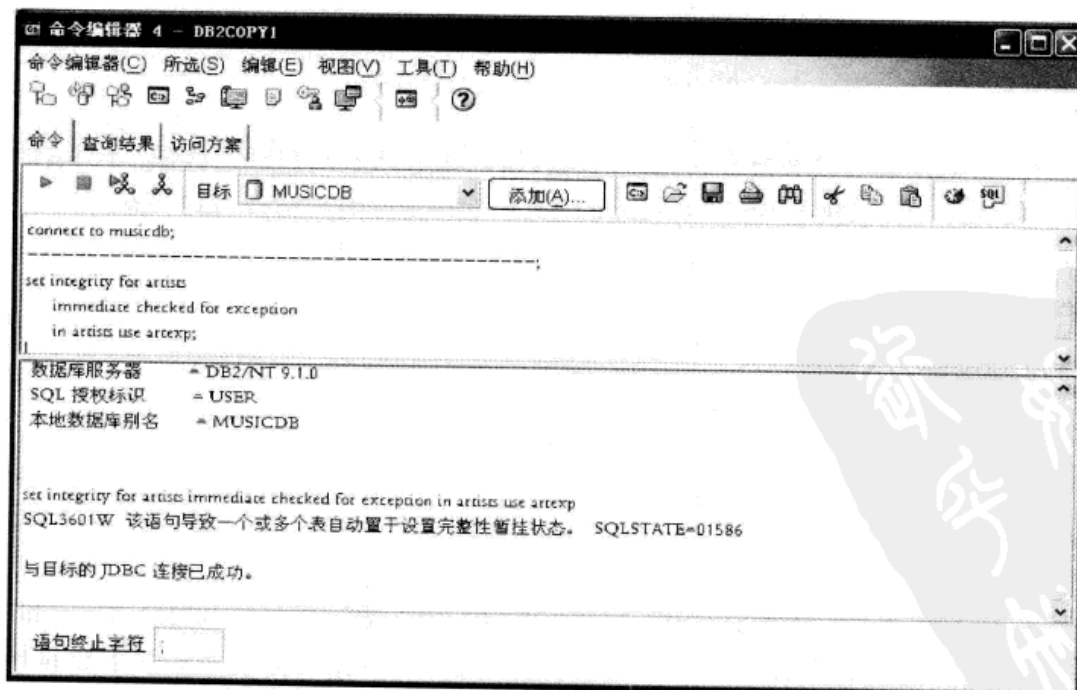 命令编辑器 4 - DB2COPY1
命令编辑器(C) 所选(S) 编辑(E) 视图(V) 工具(T) 帮助(H)
命令 查询结果 访问方案
目标 MUSICDB 添加(A)... SQL
connect to musicdb;
--------------------------------------------------;
set integrity for artists
immediate checked for exception
in artists use artexp;
数据库服务器 = DB2/NT 9.1.0
SQL 授权标识 = USER
本地数据库别名 = MUSICDB
set integrity for artists immediate checked for exception in artists use artexp
SQL3601W 该语句导致一个或多个表自动置于设置完整性暂挂状态。 SQLSTATE=01586
与目标的 JDBC 连接已成功。
语句终止字符 ;